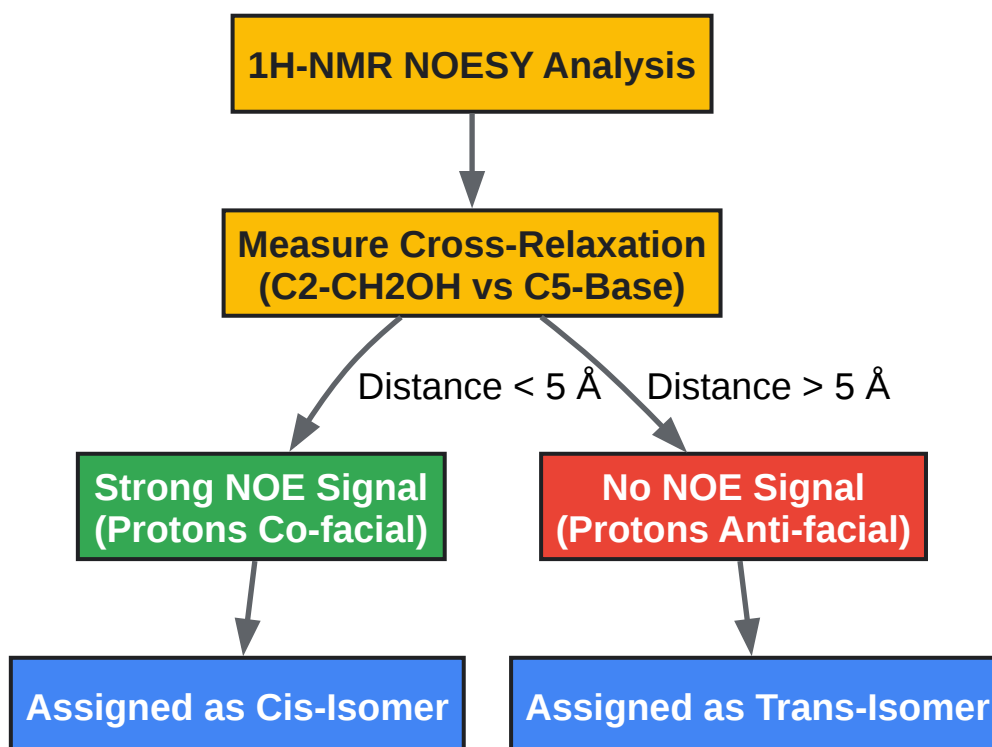 1H-NMR NOESY Analysis
Measure Cross-Relaxation
(C2-CH2OH vs C5-Base)
Distance < 5 Å
Distance > 5 Å
Strong NOE Signal
(Protons Co-facial)
No NOE Signal
(Protons Anti-facial)
Assigned as Cis-Isomer
Assigned as Trans-Isomer